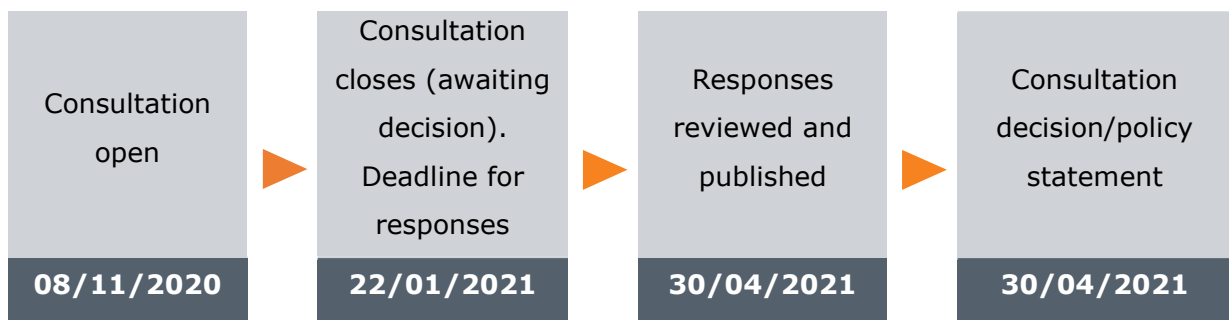 Consultation
open
08/11/2020
Consultation
closes (awaiting
decision).
Deadline for
responses
22/01/2021
Responses
reviewed and
published
30/04/2021
Consultation
decision/policy
statement
30/04/2021